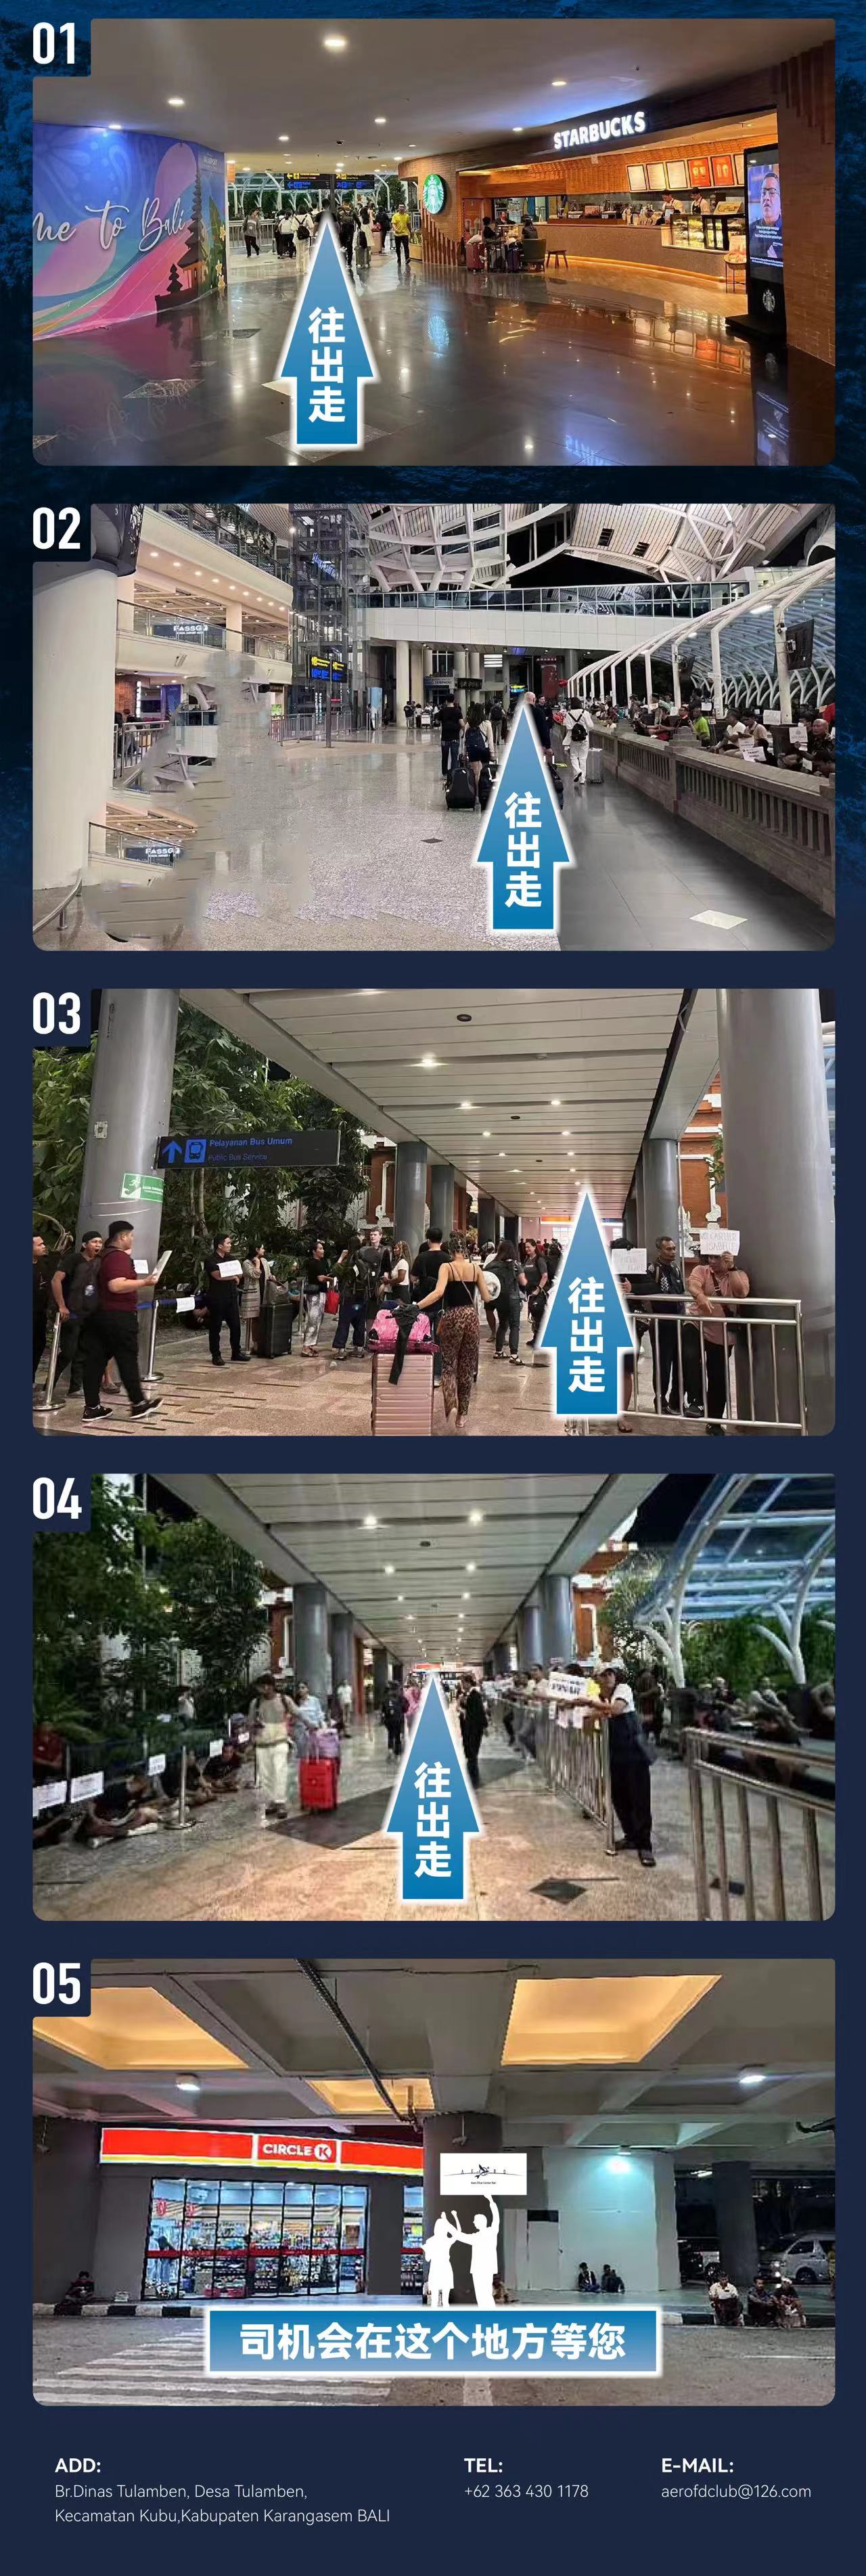 01
me to Bali
STARBUCKS
往出走
02
往出走
03
Pelayanan Bus Umum
Public Bus Service
往出走
04
往出走
05
CIRCLE K
司机会在这个地方等您
ADD:
Br.Dinas Tulamben, Desa Tulamben,
Kecamatan Kubu,Kabupaten Karangasem BALI
TEL:
+62 363 430 1178
E-MAIL:
aerofdclub@126.com